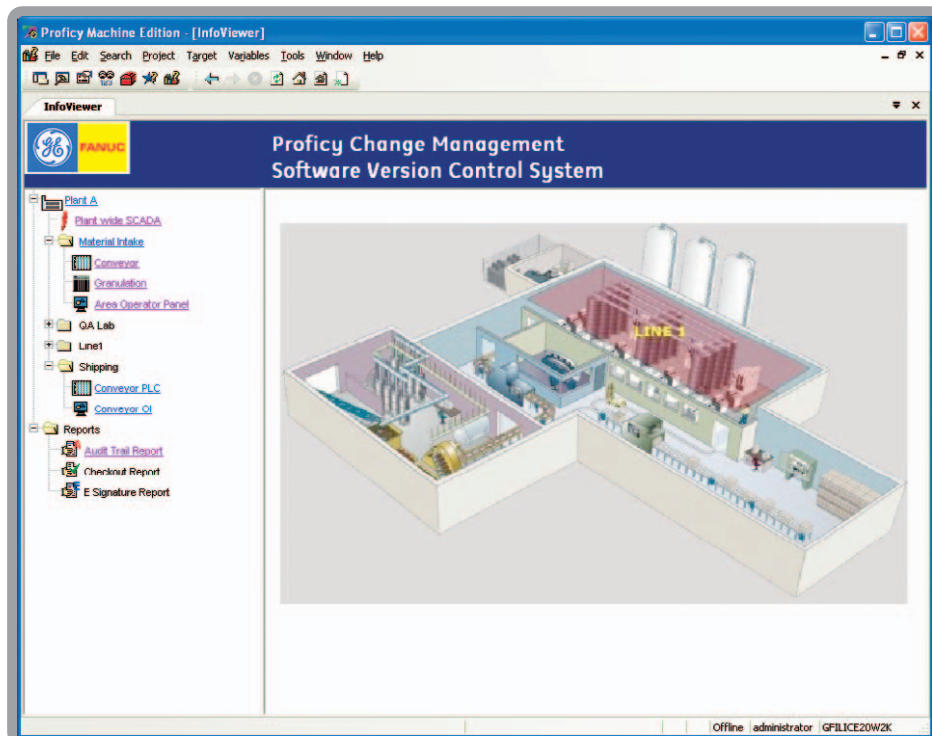 Proficy Machine Edition - [InfoViewer]
File Edit Search Project Target Variables Tools Window Help
InfoViewer
GE FANUC
Proficy Change Management
Software Version Control System
Plant A
Plant wide SCADA
Material Intake
Conveyor
Granulation
Area Operator Panel
QA Lab
Line1
Shipping
Conveyor PLC
Conveyor OI
Reports
Audit Trail Report
Checkout Report
E Signature Report
LINE 1
Offline administrator GFILICE20W2K